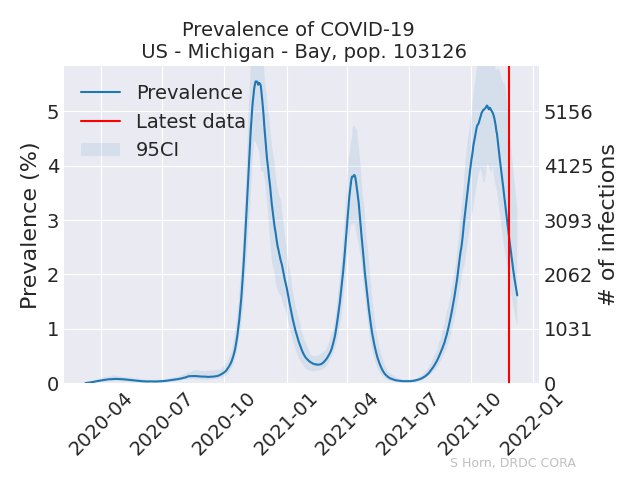 Prevalence of COVID-19
US - Michigan - Bay, pop. 103126
Prevalence
Latest data
95CI
Prevalence (%)
5
4
3
2
1
0
5156
4125
3093
2062
1031
0
# of infections
2020-04
2020-07
2020-10
2021-01
2021-04
2021-07
2021-10
2022-01
S Horn, DRDC CORA